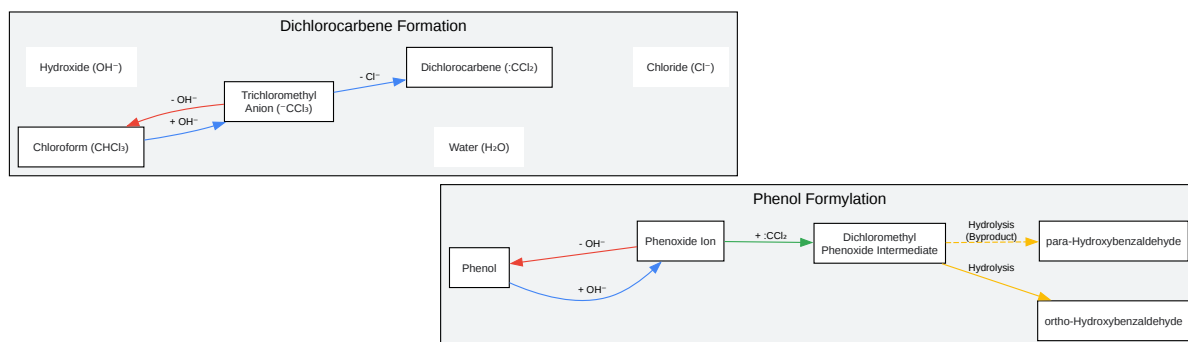 Dichlorocarbene Formation
Hydroxide (OH⁻)
Dichlorocarbene (:CCl₂)
Chloride (Cl⁻)
- Cl⁻
Trichloromethyl
Anion (⁻CCl₃)
- OH⁻
+ OH⁻
Chloroform (CHCl₃)
Water (H₂O)
Phenol Formylation
Phenol
- OH⁻
+ OH⁻
Phenoxide Ion
+ :CCl₂
Dichloromethyl
Phenoxide Intermediate
Hydrolysis
(Byproduct)
para-Hydroxybenzaldehyde
Hydrolysis
ortho-Hydroxybenzaldehyde